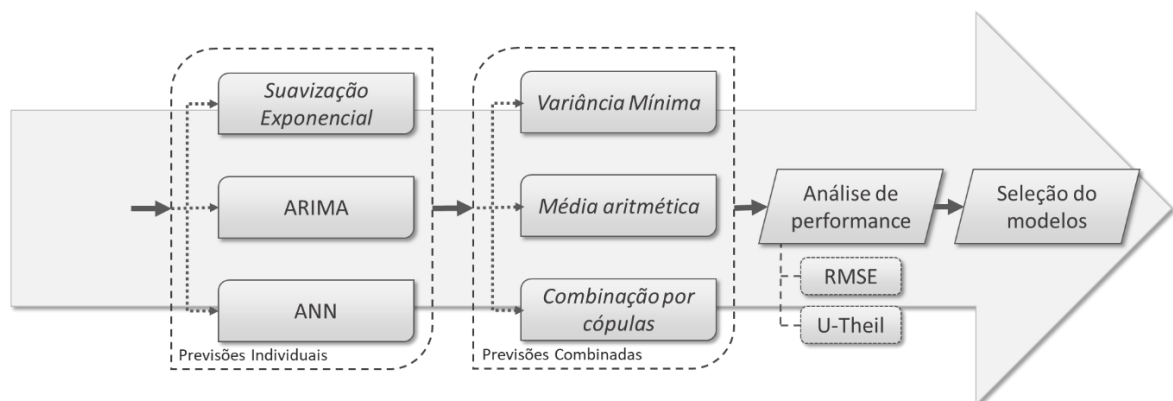 Suavização
Exponencial
ARIMA
ANN
Previsões Individuais
Variância Mínima
Média aritmética
Combinação por
cópulas
Previsões Combinadas
Análise de
performance
RMSE
U-Theil
Seleção do
modelos